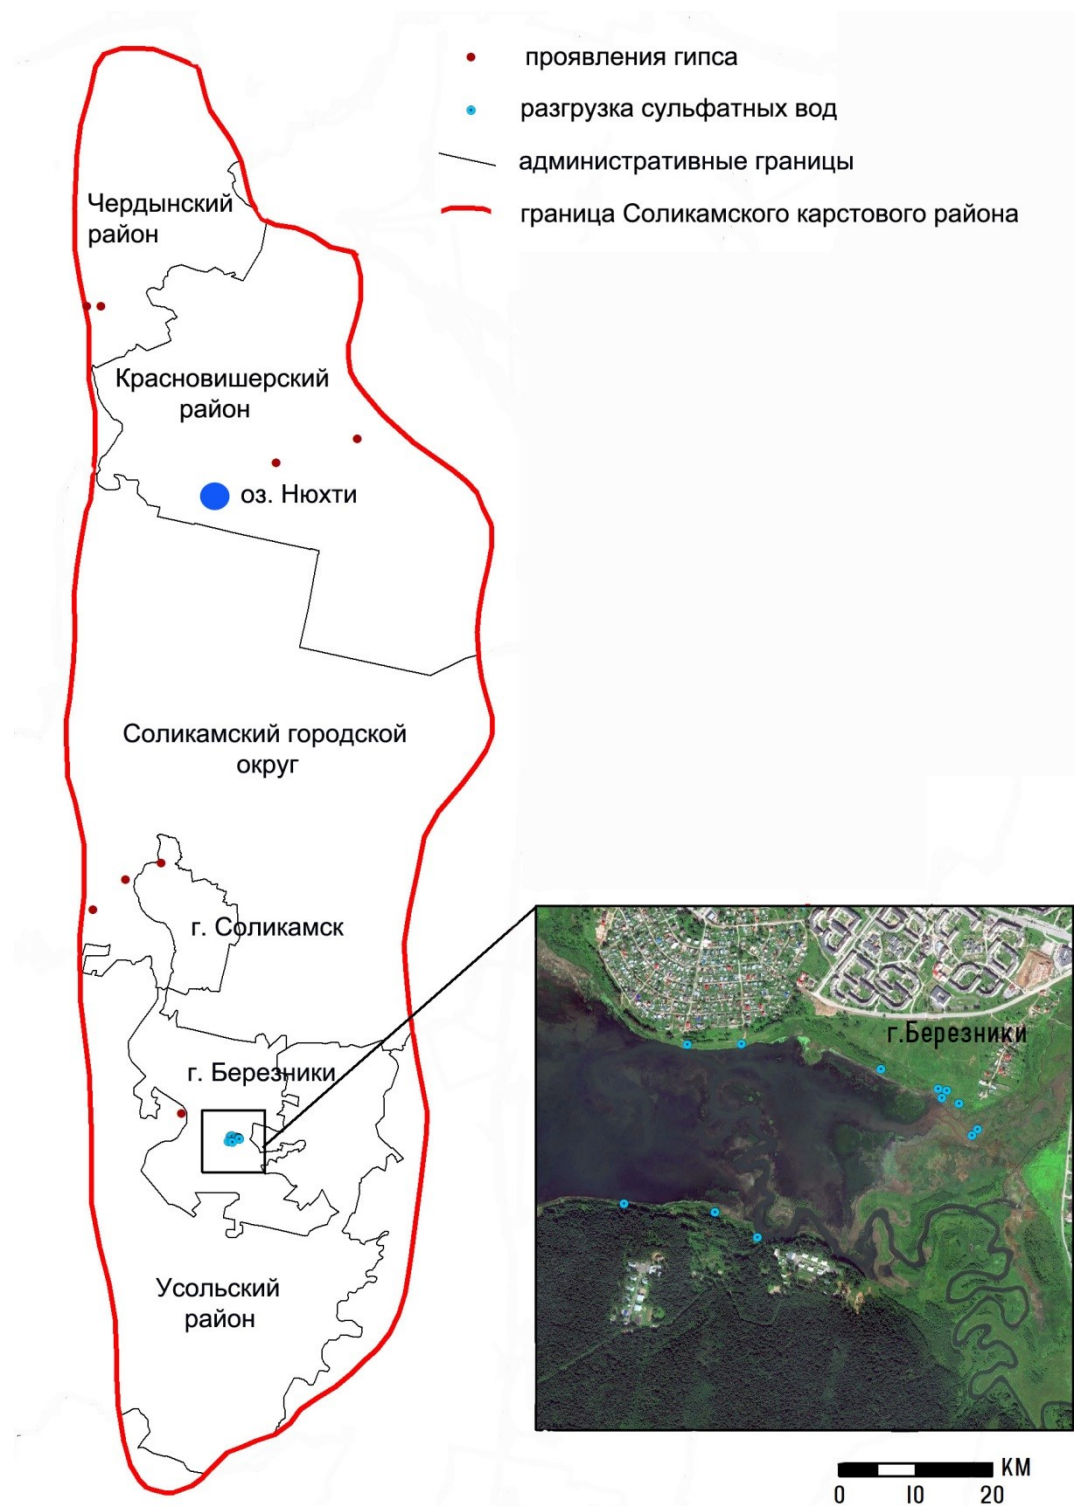 проявления гипса
разгрузка сульфатных вод
административные границы
граница Соликамского карстового района
Чердынский
район
Красновишерский
район
оз. Нюхти
Соликамский городской
округ
г. Соликамск
г. Березники
г.Березники
Усольский
район
КМ
0 10 20